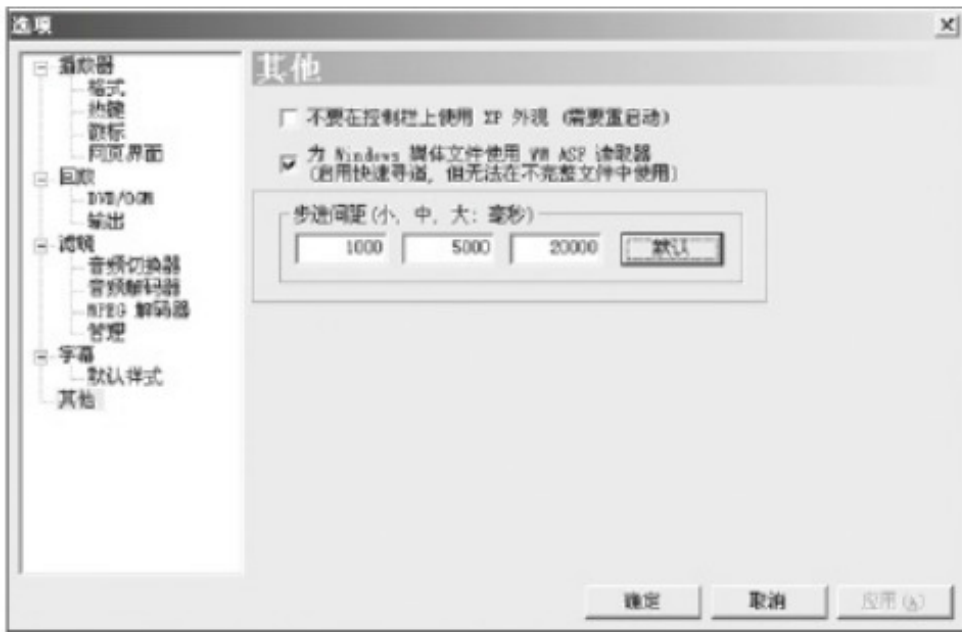 选项
播放器
格式
热键
徽标
网页界面
回放
DVD/OGM
输出
滤镜
音频切换器
音频解码器
MPEG 解码器
管理
字幕
默认样式
其他
其他
不要在控制栏上使用 XP 外观 (需要重启动)
为 Windows 媒体文件使用 WM ASF 读取器
(启用快速寻道, 但无法在不完整文件中使用)
步进间距(小, 中, 大: 毫秒)
1000 5000 20000 默认
确定 取消 应用(A)